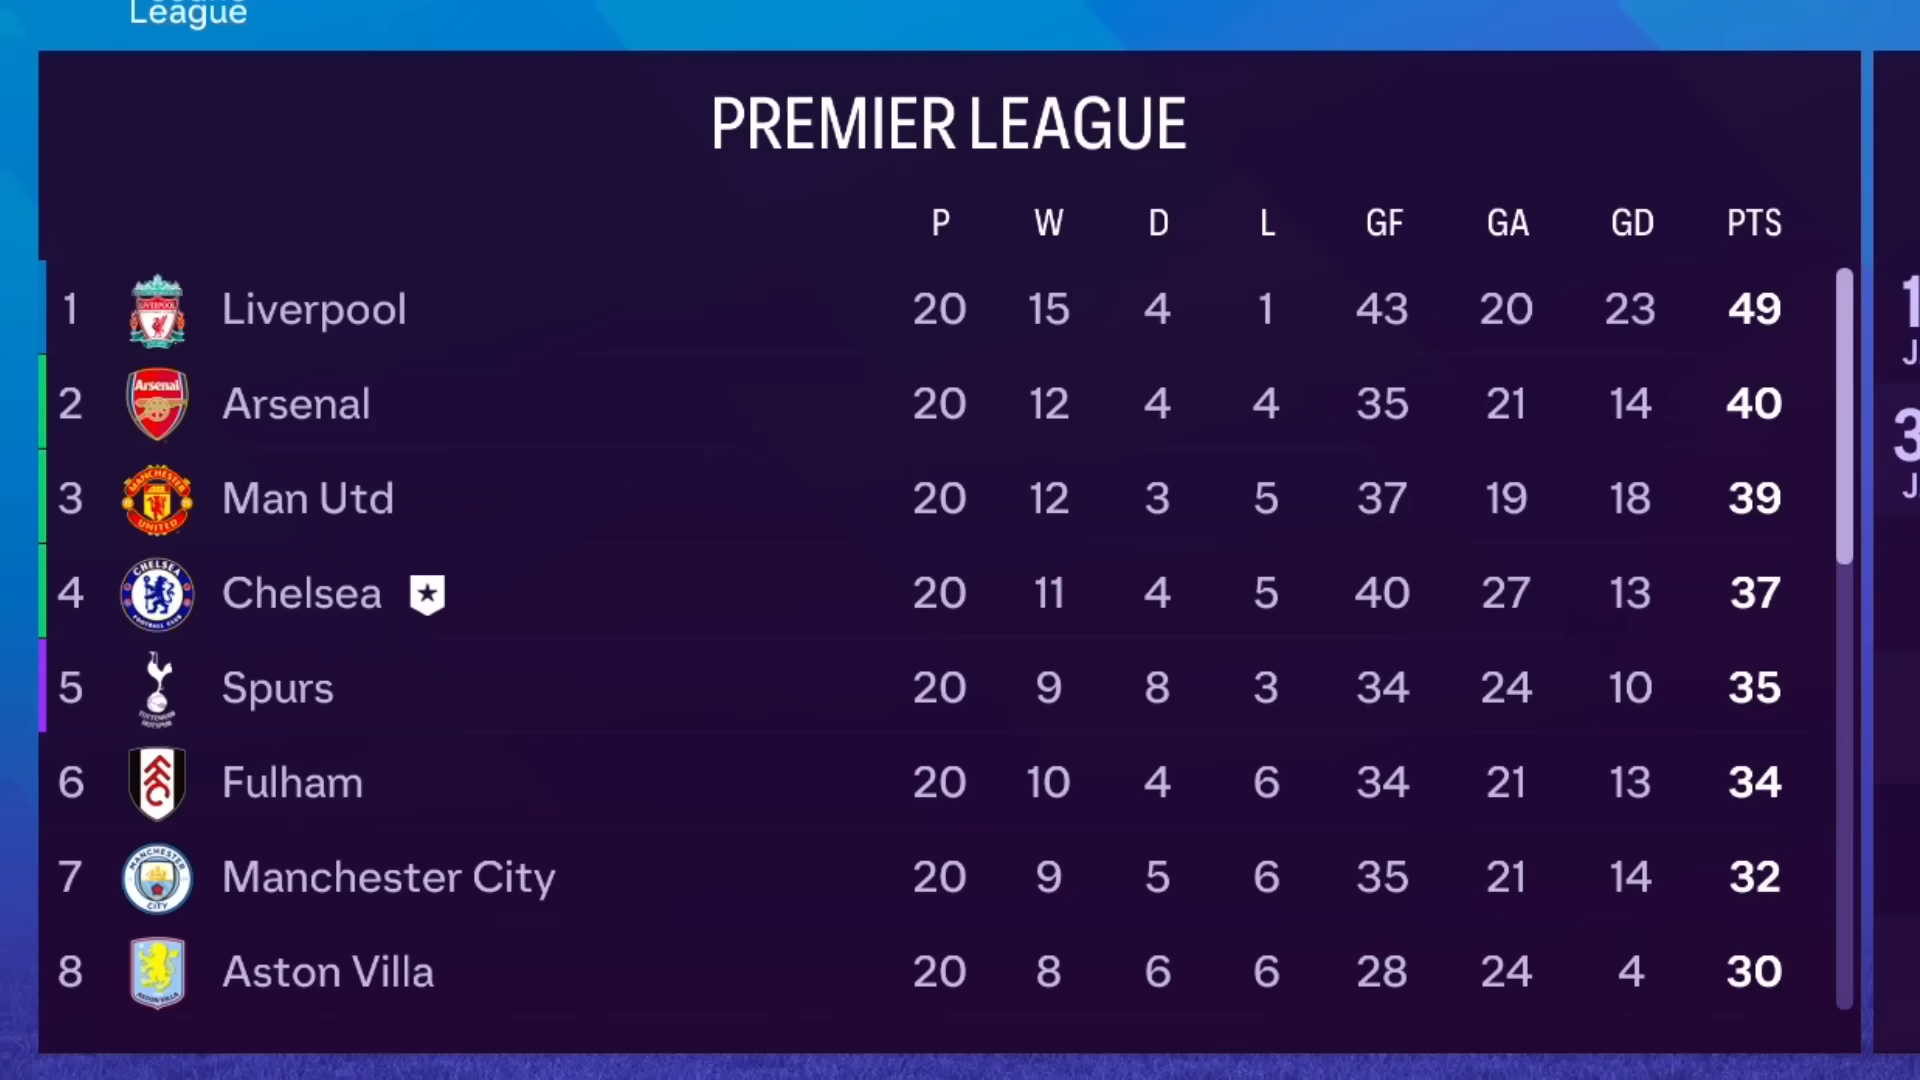 League
PREMIER LEAGUE
P W D L GF GA GD PTS
1 Liverpool 20 15 4 1 43 20 23 49
2 Arsenal 20 12 4 4 35 21 14 40
3 Man Utd 20 12 3 5 37 19 18 39
4 Chelsea 20 11 4 5 40 27 13 37
5 Spurs 20 9 8 3 34 24 10 35
6 Fulham 20 10 4 6 34 21 13 34
7 Manchester City 20 9 5 6 35 21 14 32
8 Aston Villa 20 8 6 6 28 24 4 30